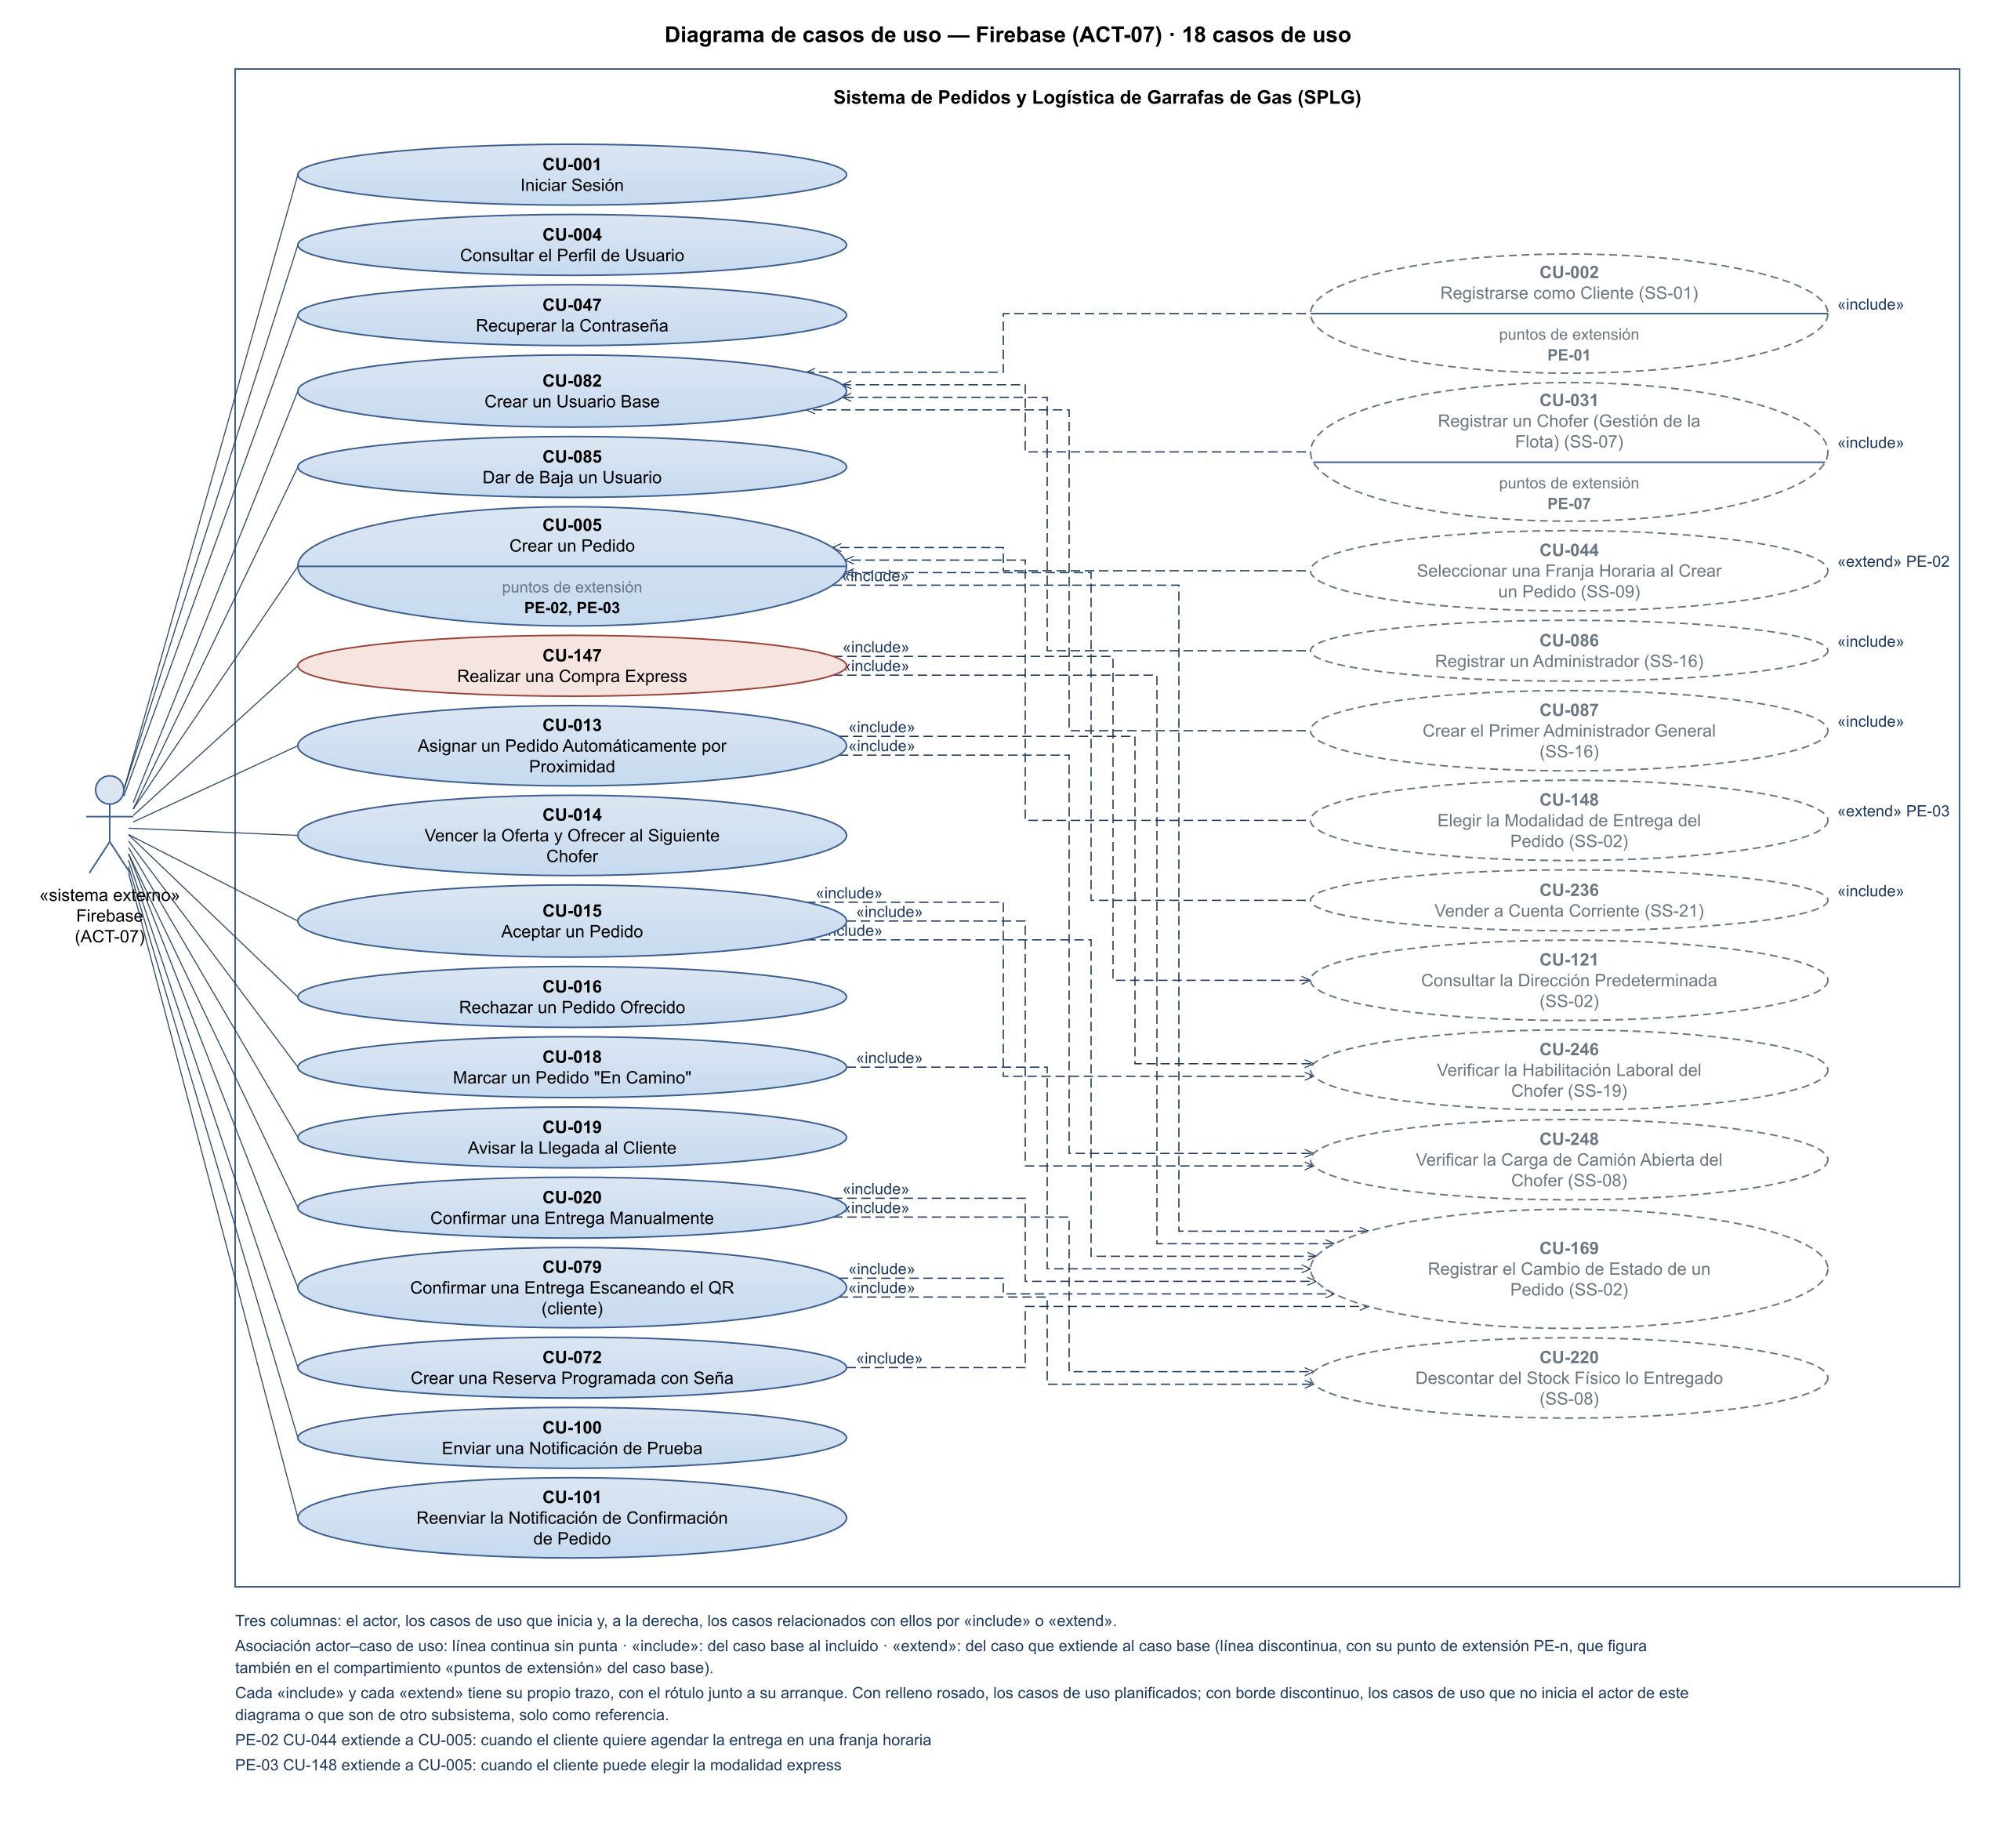 Diagrama de casos de uso — Firebase (ACT-07) · 18 casos de uso
Sistema de Pedidos y Logística de Garrafas de Gas (SPLG)
«sistema externo»
Firebase
(ACT-07)
CU-001
Iniciar Sesión
CU-004
Consultar el Perfil de Usuario
CU-047
Recuperar la Contraseña
CU-082
Crear un Usuario Base
CU-085
Dar de Baja un Usuario
CU-005
Crear un Pedido
puntos de extensión
PE-02, PE-03
«include»
CU-147
Realizar una Compra Express
«include»
«include»
CU-013
Asignar un Pedido Automáticamente por
Proximidad
«include»
«include»
CU-014
Vencer la Oferta y Ofrecer al Siguiente
Chofer
CU-015
Aceptar un Pedido
«include»
«include»
«include»
CU-016
Rechazar un Pedido Ofrecido
CU-018
Marcar un Pedido "En Camino"
«include»
CU-019
Avisar la Llegada al Cliente
CU-020
Confirmar una Entrega Manualmente
«include»
«include»
CU-079
Confirmar una Entrega Escaneando el QR
(cliente)
«include»
«include»
CU-072
Crear una Reserva Programada con Seña
«include»
CU-100
Enviar una Notificación de Prueba
CU-101
Reenviar la Notificación de Confirmación
de Pedido
CU-002
Registrarse como Cliente (SS-01)
puntos de extensión
PE-01
«include»
CU-031
Registrar un Chofer (Gestión de la
Flota) (SS-07)
puntos de extensión
PE-07
«include»
CU-044
Seleccionar una Franja Horaria al Crear
un Pedido (SS-09)
«extend» PE-02
CU-086
Registrar un Administrador (SS-16)
«include»
CU-087
Crear el Primer Administrador General
(SS-16)
«include»
CU-148
Elegir la Modalidad de Entrega del
Pedido (SS-02)
«extend» PE-03
CU-236
Vender a Cuenta Corriente (SS-21)
«include»
CU-121
Consultar la Dirección Predeterminada
(SS-02)
CU-246
Verificar la Habilitación Laboral del
Chofer (SS-19)
CU-248
Verificar la Carga de Camión Abierta del
Chofer (SS-08)
CU-169
Registrar el Cambio de Estado de un
Pedido (SS-02)
CU-220
Descontar del Stock Físico lo Entregado
(SS-08)
Tres columnas: el actor, los casos de uso que inicia y, a la derecha, los casos relacionados con ellos por «include» o «extend».
Asociación actor–caso de uso: línea continua sin punta · «include»: del caso base al incluido · «extend»: del caso que extiende al caso base (línea discontinua, con su punto de extensión PE-n, que figura
también en el compartimiento «puntos de extensión» del caso base).
Cada «include» y cada «extend» tiene su propio trazo, con el rótulo junto a su arranque. Con relleno rosado, los casos de uso planificados; con borde discontinuo, los casos de uso que no inicia el actor de este
diagrama o que son de otro subsistema, solo como referencia.
PE-02 CU-044 extiende a CU-005: cuando el cliente quiere agendar la entrega en una franja horaria
PE-03 CU-148 extiende a CU-005: cuando el cliente puede elegir la modalidad express